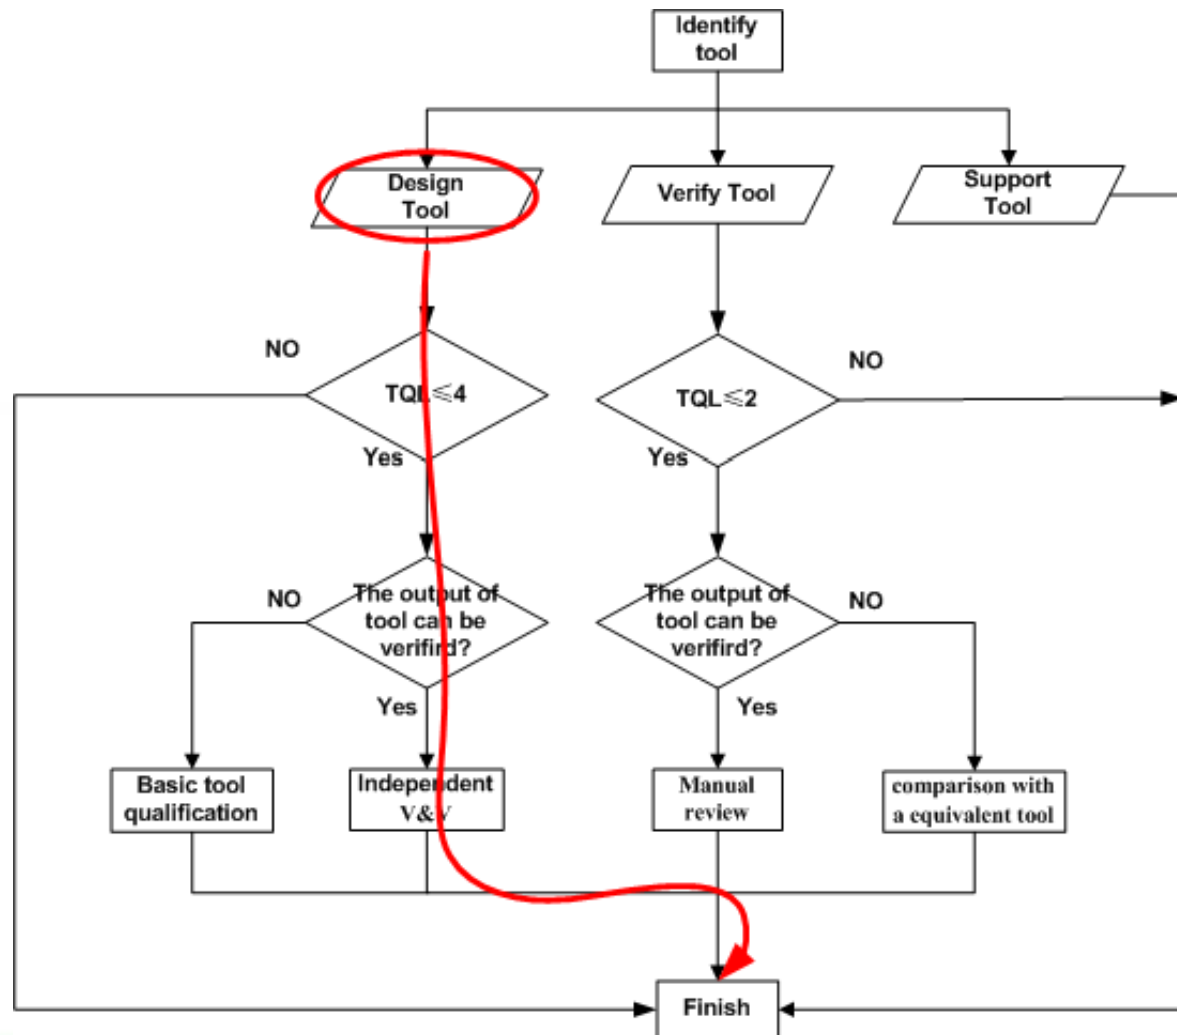 Identify
tool
Design
Tool
Verify Tool
Support
Tool
NO
TQL≤4
Yes
TQL≤2
NO
Yes
NO
The output of
tool can be
verifird?
Yes
The output of
tool can be
verifird?
NO
Yes
Basic tool
qualification
Independent
V&V
Manual
review
comparison with
a equivalent tool
Finish